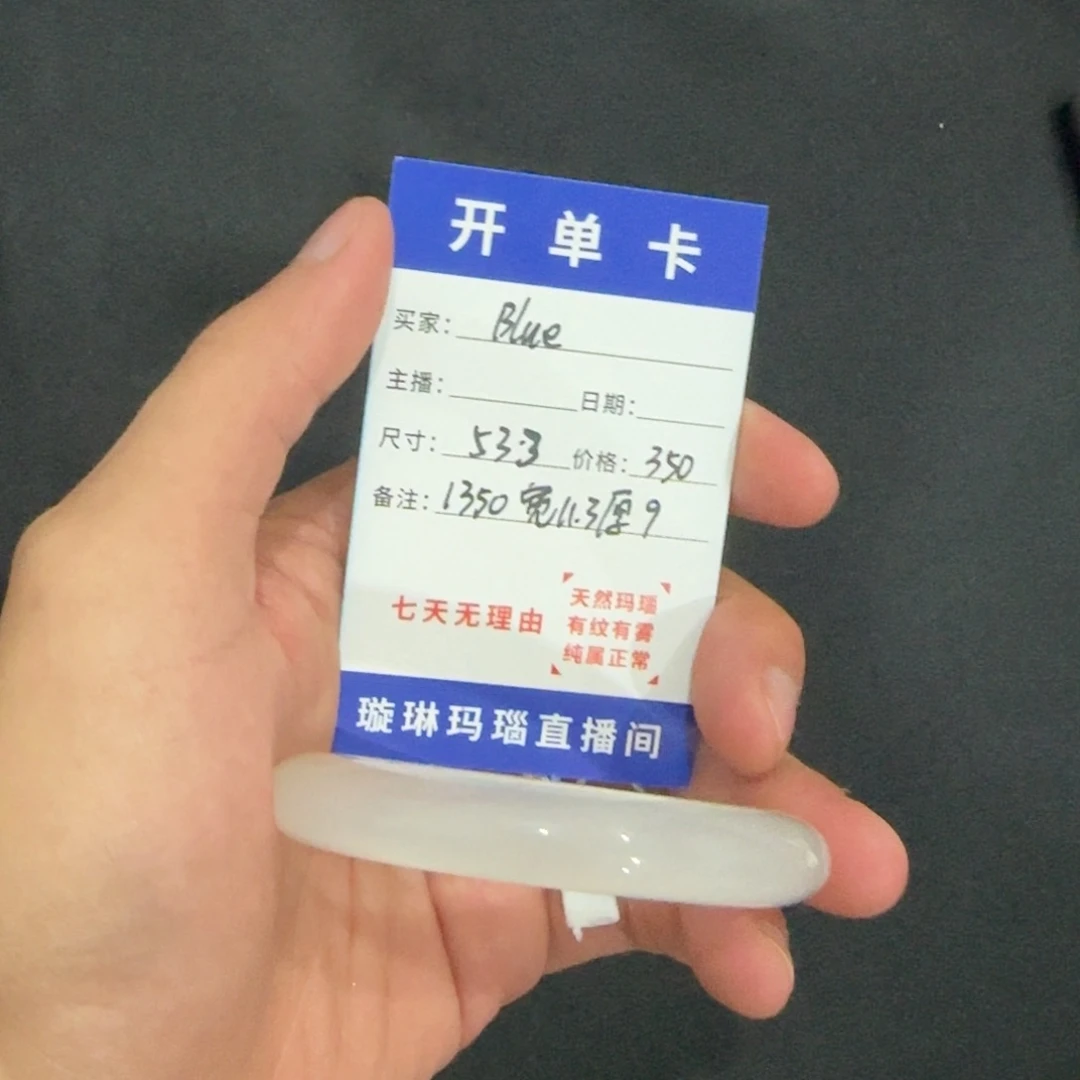 开单卡
买家: Blue
主播: 日期:
尺寸: 53.3 价格: 350
备注: 1350 宽11.3厚9
七天无理由
天然玛瑙
有纹有雾
纯属正常
璇琳玛瑙直播间